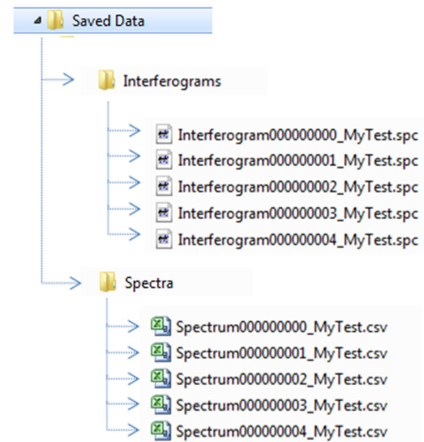 Saved Data
Interferograms
Interferogram000000000_MyTest.spc
Interferogram000000001_MyTest.spc
Interferogram000000002_MyTest.spc
Interferogram000000003_MyTest.spc
Interferogram000000004_MyTest.spc
Spectra
Spectrum000000000_MyTest.csv
Spectrum000000001_MyTest.csv
Spectrum000000002_MyTest.csv
Spectrum000000003_MyTest.csv
Spectrum000000004_MyTest.csv